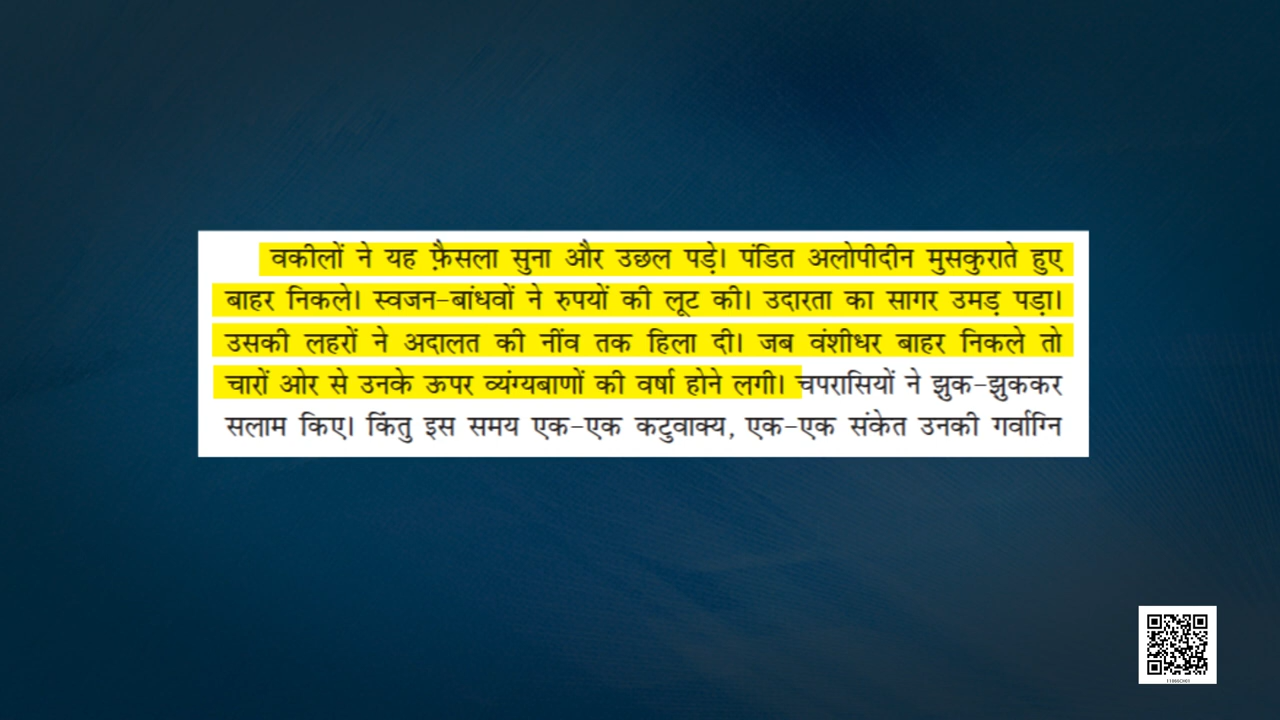 वकीलों ने यह फ़ैसला सुना और उछल पड़े। पंडित अलोपीदीन मुसकुराते हुए
बाहर निकले। स्वजन-बांधवों ने रुपयों की लूट की। उदारता का सागर उमड़ पड़ा।
उसकी लहरों ने अदालत की नींव तक हिला दी। जब वंशीधर बाहर निकले तो
चारों ओर से उनके ऊपर व्यंग्यबाणों की वर्षा होने लगी। चपरासियों ने झुक-झुककर
सलाम किए। किंतु इस समय एक-एक कटुवाक्य, एक-एक संकेत उनकी गर्वाग्नि